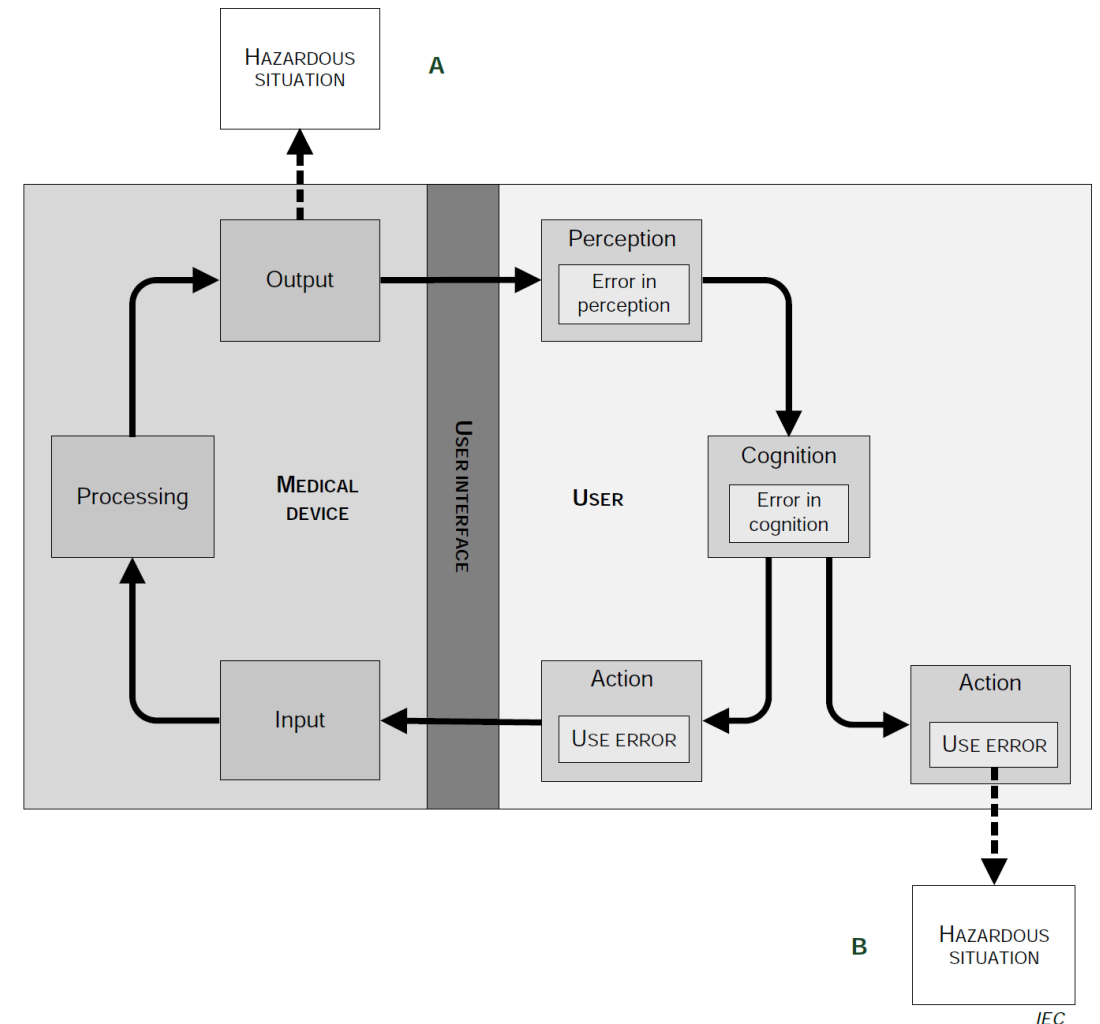 HAZARDOUS
SITUATION
A
Output
Perception
Error in
perception
Processing
MEDICAL
DEVICE
USER INTERFACE
USER
Cognition
Error in
cognition
Input
Action
USE ERROR
Action
USE ERROR
B
HAZARDOUS
SITUATION
IEC